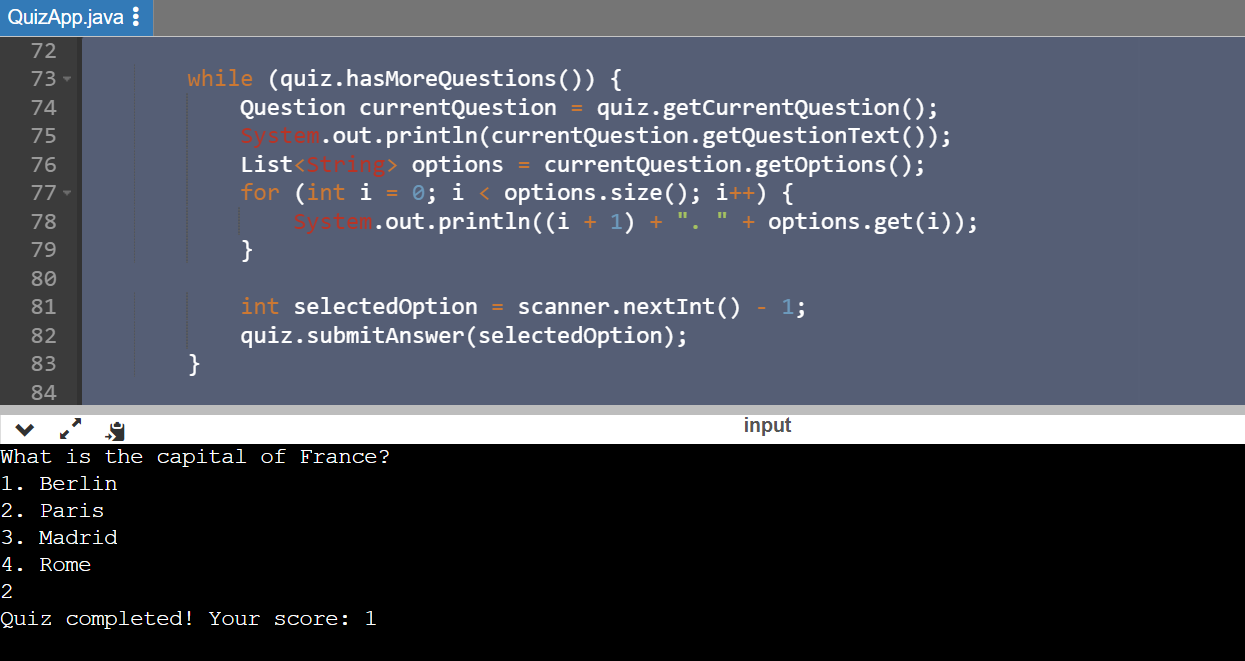 QuizApp.java
72
73 while (quiz.hasMoreQuestions()) {
74 Question currentQuestion = quiz.getCurrentQuestion();
75 System.out.println(currentQuestion.getQuestionText());
76 List<String> options = currentQuestion.getOptions();
77 for (int i = 0; i < options.size(); i++) {
78 System.out.println((i + 1) + ". " + options.get(i));
79 }
80
81 int selectedOption = scanner.nextInt() - 1;
82 quiz.submitAnswer(selectedOption);
83 }
84
input
What is the capital of France?
1. Berlin
2. Paris
3. Madrid
4. Rome
2
Quiz completed! Your score: 1